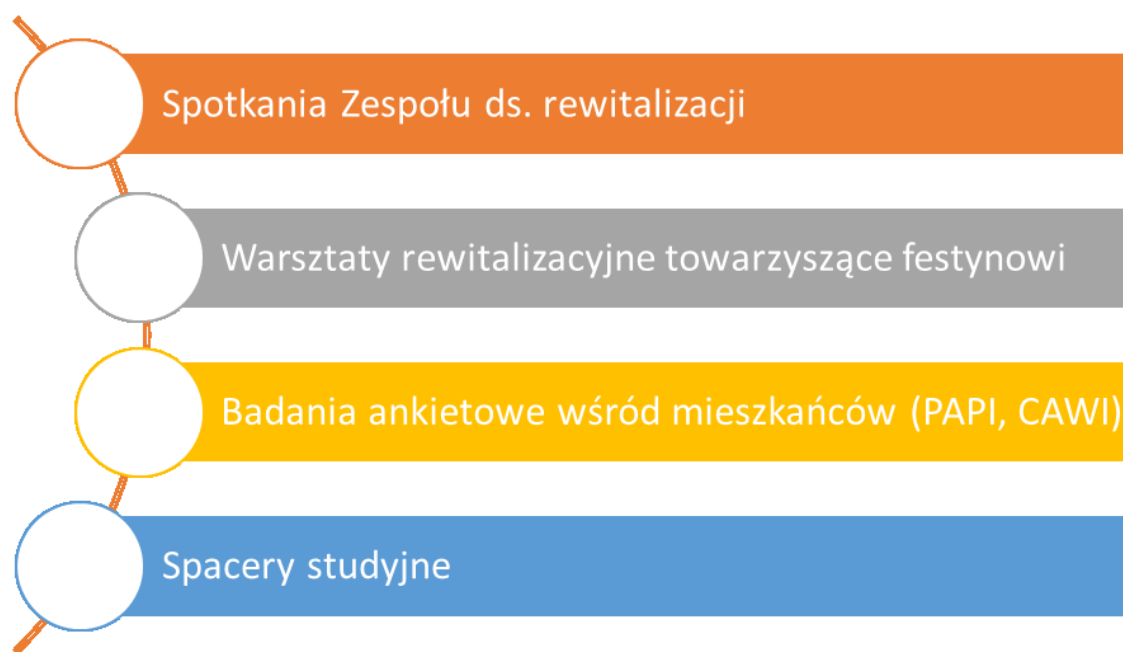 Spotkania Zespołu ds. rewitalizacji
Warsztaty rewitalizacyjne towarzyszące festynowi
Badania ankietowe wśród mieszkańców (PAPI, CAWI)
Spacery studyjne